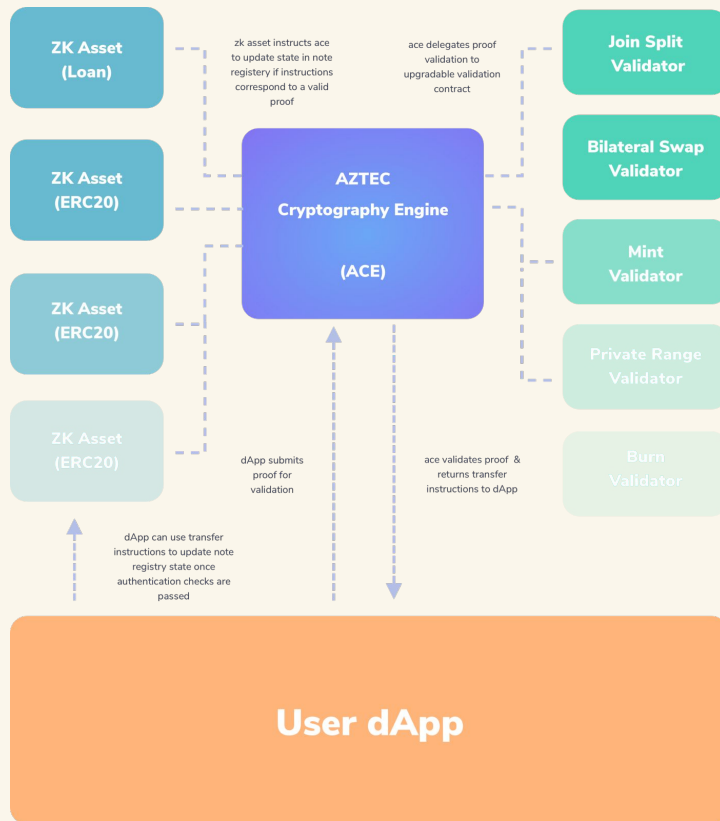 ZK Asset
(Loan)
zk asset instructs ace
to update state in note
registery if instructions
correspond to a valid
proof
ace delegates proof
validation to
upgradable validation
contract
Join Split
Validator
ZK Asset
(ERC20)
AZTEC
Cryptography Engine
(ACE)
Bilateral Swap
Validator
Mint
Validator
ZK Asset
(ERC20)
Private Range
Validator
ZK Asset
(ERC20)
Burn
Validator
dApp submits
proof for
validation
ace validates proof &
returns transfer
instructions to dApp
dApp can use transfer
instructions to update note
registry state once
authentication checks are
passed
User dApp